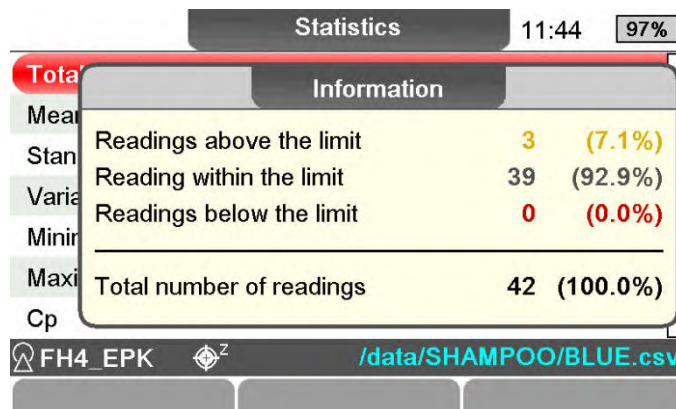 Statistics 11:44 97%
Information
Readings above the limit 3 (7.1%)
Reading within the limit 39 (92.9%)
Readings below the limit 0 (0.0%)
Total number of readings 42 (100.0%)
Cp
FH4_EPK Z /data/SHAMPOO/BLUE.csv